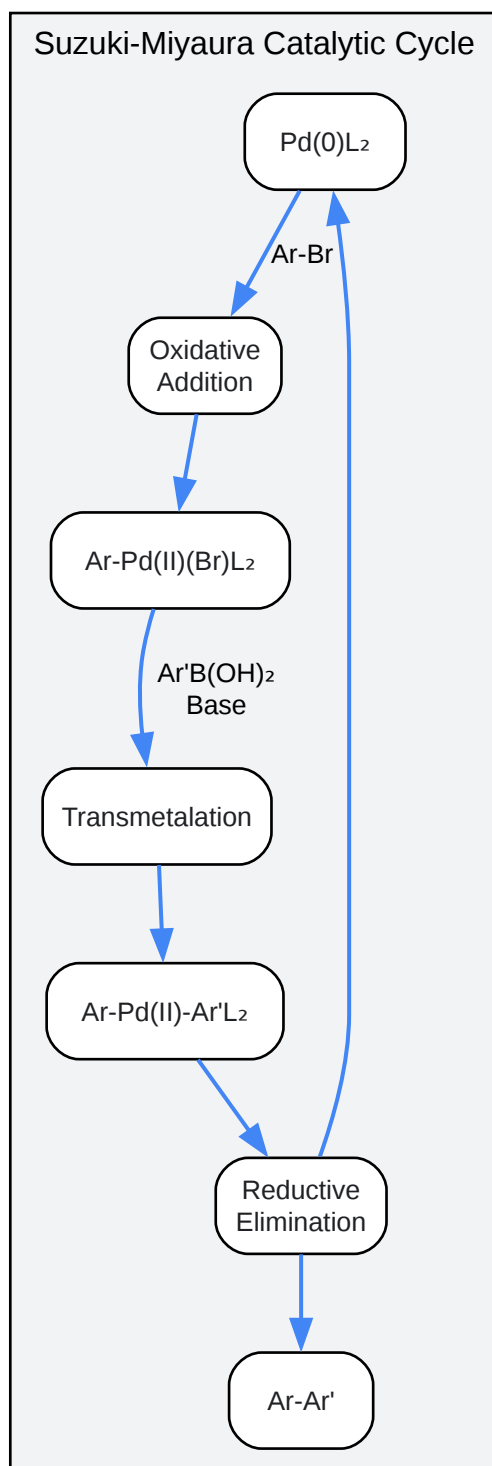 Suzuki-Miyaura Catalytic Cycle
Pd(0)L₂
Ar-Br
Oxidative
Addition
Ar-Pd(II)(Br)L₂
Ar'B(OH)₂
Base
Transmetalation
Ar-Pd(II)-Ar'L₂
Reductive
Elimination
Ar-Ar'